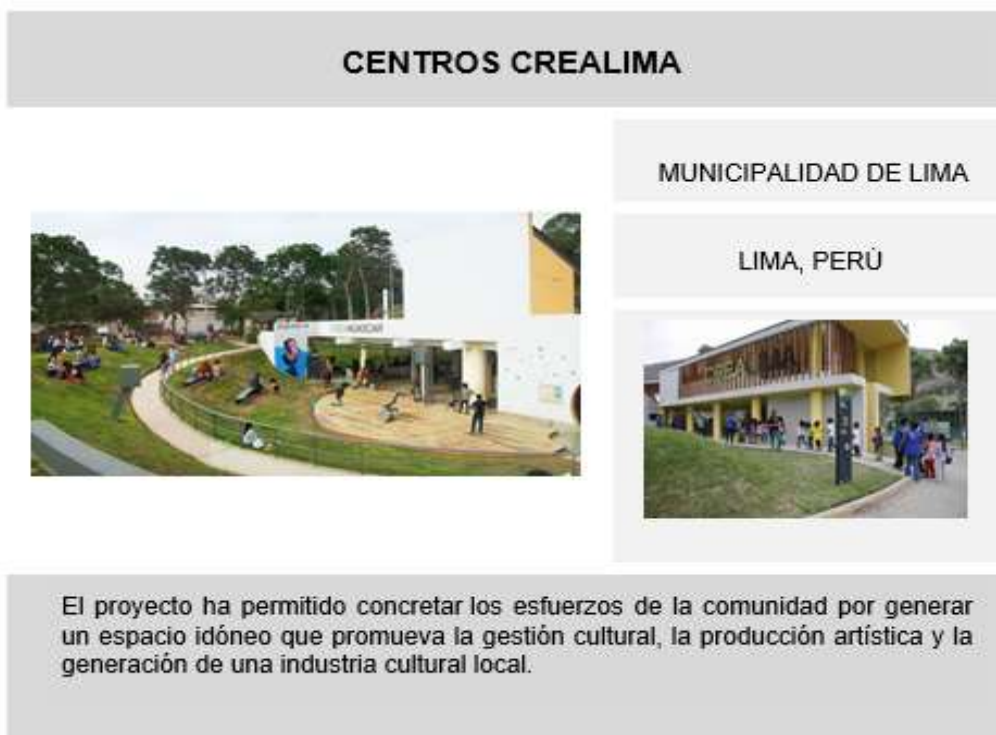 CENTROS CREALIMA
MUNICIPALIDAD DE LIMA
LIMA, PERÚ
El proyecto ha permitido concretar los esfuerzos de la comunidad por generar
un espacio idóneo que promueva la gestión cultural, la producción artística y la
generación de una industria cultural local.